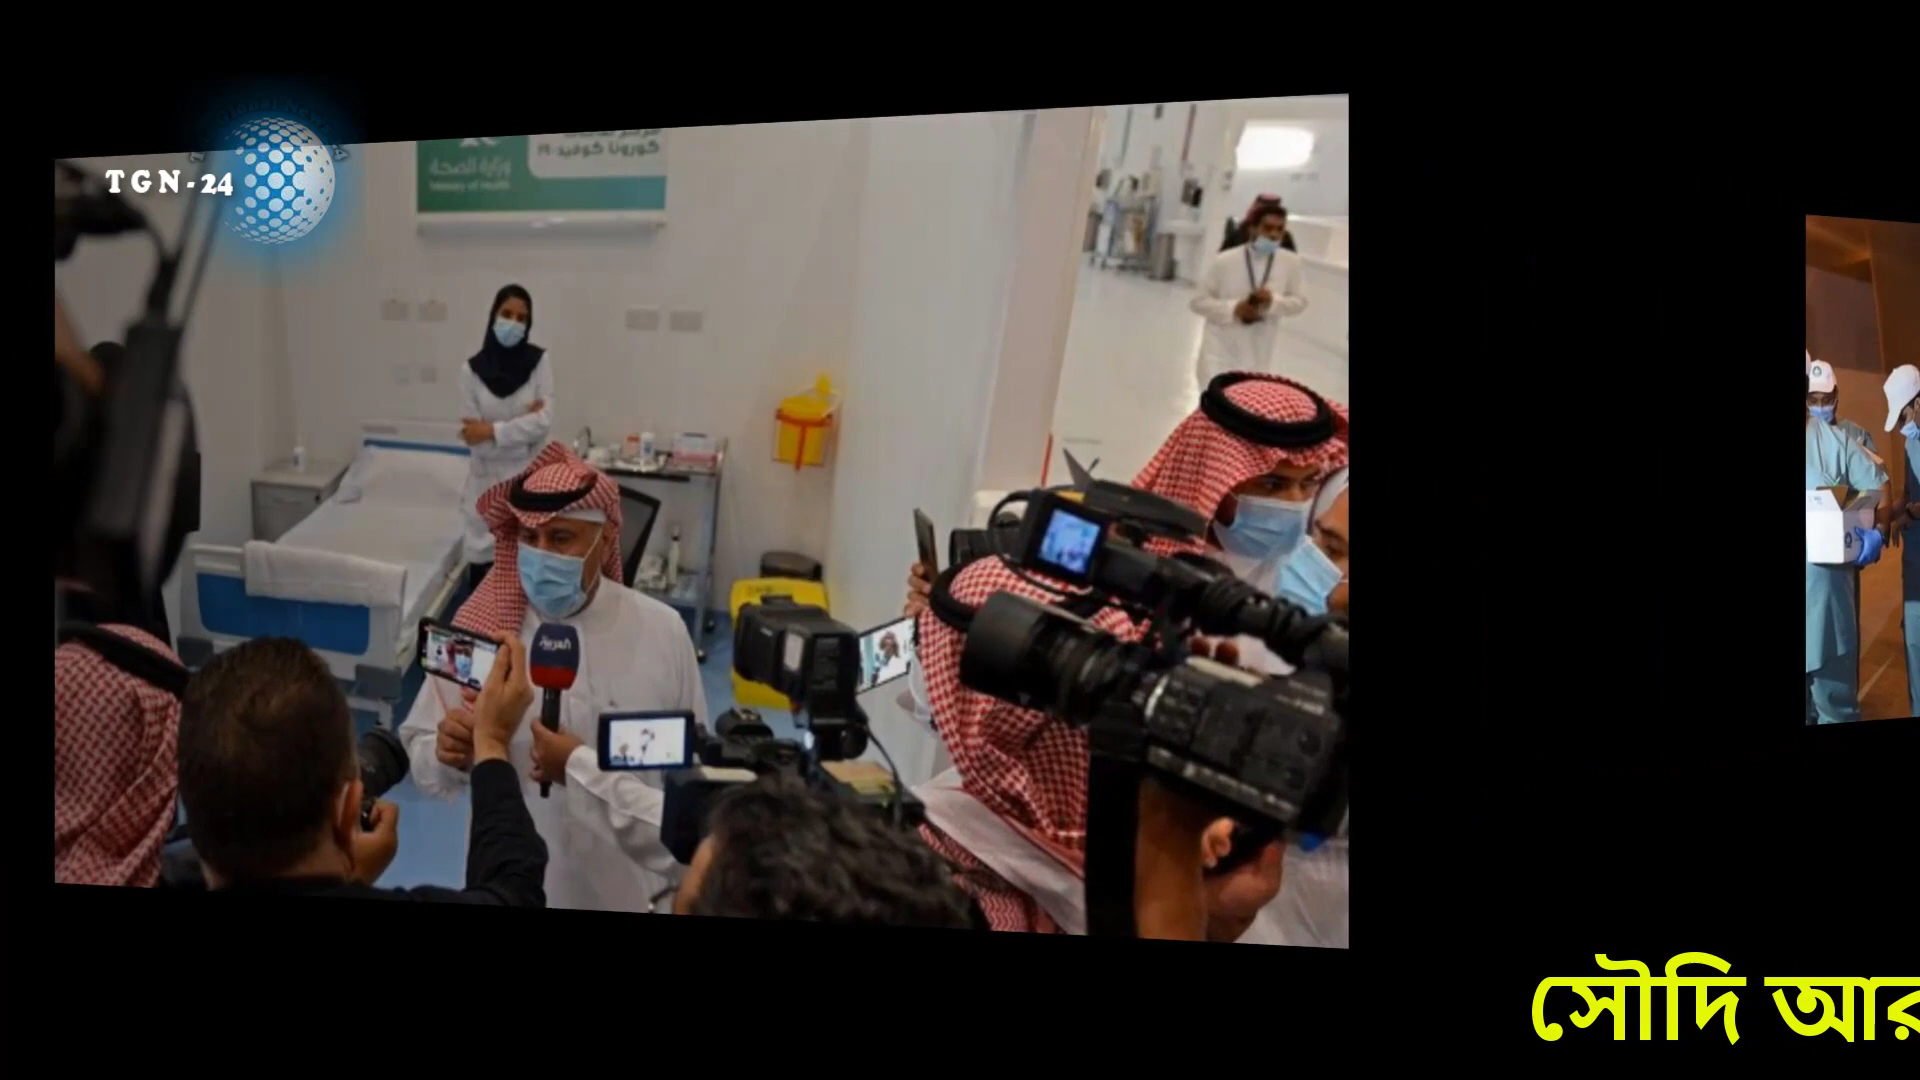 TGN-24
كورونا كوفيد-١٩
وزارة الصحة
Ministry of Health
العربية
সৌদি আর